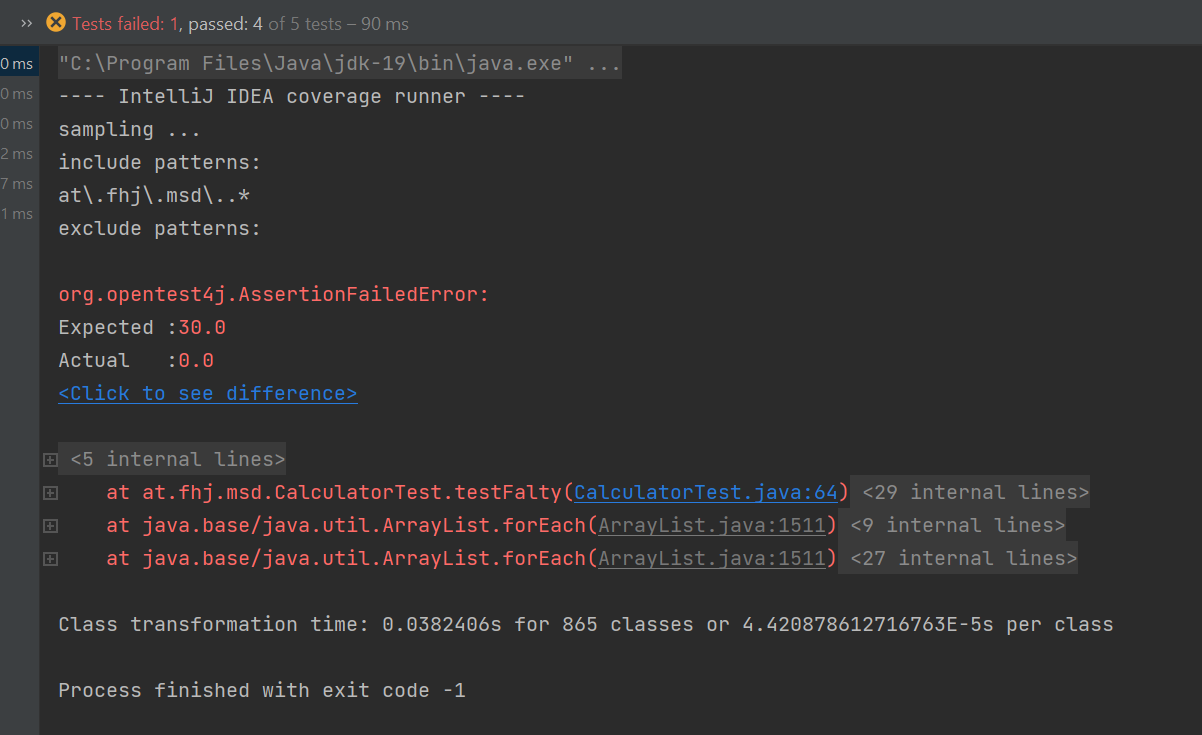 >> Tests failed: 1, passed: 4 of 5 tests – 90 ms
0 ms
0 ms
0 ms
2 ms
7 ms
1 ms
"C:\Program Files\Java\jdk-19\bin\java.exe" ...
---- IntelliJ IDEA coverage runner ----
sampling ...
include patterns:
at\.fhj\.msd\..*
exclude patterns:
org.opentest4j.AssertionFailedError:
Expected :30.0
Actual   :0.0
<Click to see difference>
<5 internal lines>
at at.fhj.msd.CalculatorTest.testFalty(CalculatorTest.java:64) <29 internal lines>
at java.base/java.util.ArrayList.forEach(ArrayList.java:1511) <9 internal lines>
at java.base/java.util.ArrayList.forEach(ArrayList.java:1511) <27 internal lines>
Class transformation time: 0.0382406s for 865 classes or 4.420878612716763E-5s per class
Process finished with exit code -1